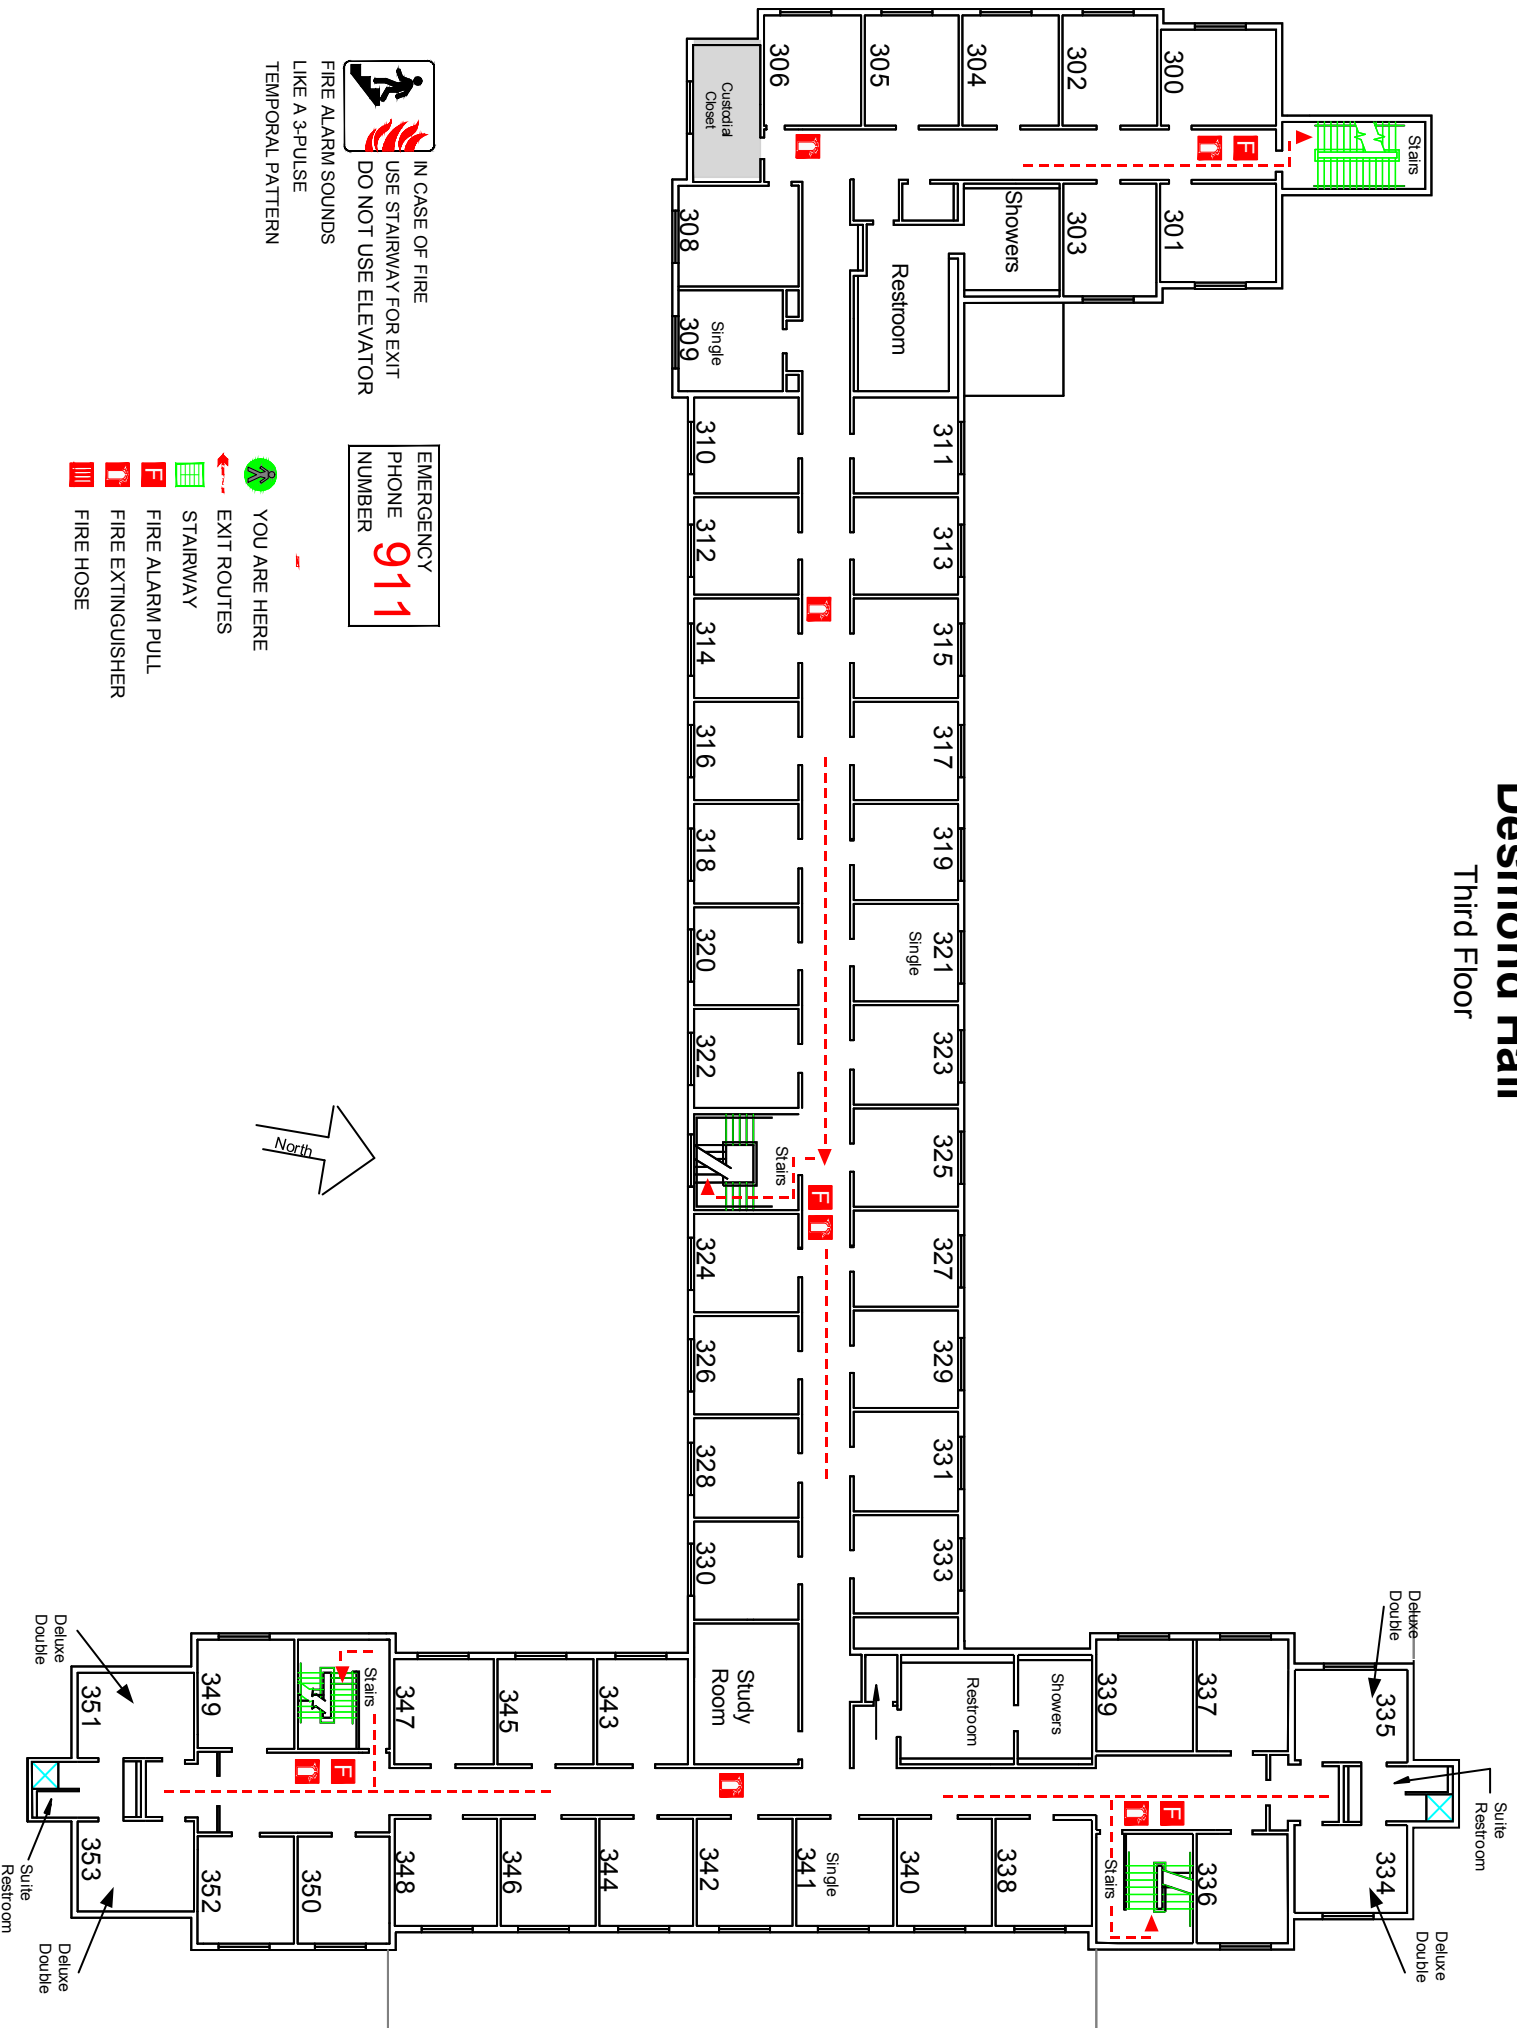 Desmond Hall
Third Floor
Stairs
300
302
304
305
306
Custodial
Closet
301
303
Showers
Restroom
308
Single
309
311
310
313
312
315
314
317
316
319
318
321
Single
320
323
322
325
Stairs
327
324
329
326
331
328
333
330
Study
Room
Restroom
Showers
339
337
335
Deluxe
Double
Suite
Restroom
334
Deluxe
Double
336
Stairs
338
340
Single
341
342
344
346
348
350
352
343
345
347
Stairs
349
351
Deluxe
Double
353
Deluxe
Double
Suite
Restroom
IN CASE OF FIRE
USE STAIRWAY FOR EXIT
DO NOT USE ELEVATOR
FIRE ALARM SOUNDS
LIKE A 3-PULSE
TEMPORAL PATTERN
EMERGENCY
PHONE 911
NUMBER
YOU ARE HERE
EXIT ROUTES
STAIRWAY
F FIRE ALARM PULL
FIRE EXTINGUISHER
FIRE HOSE
North
F
F
F
F